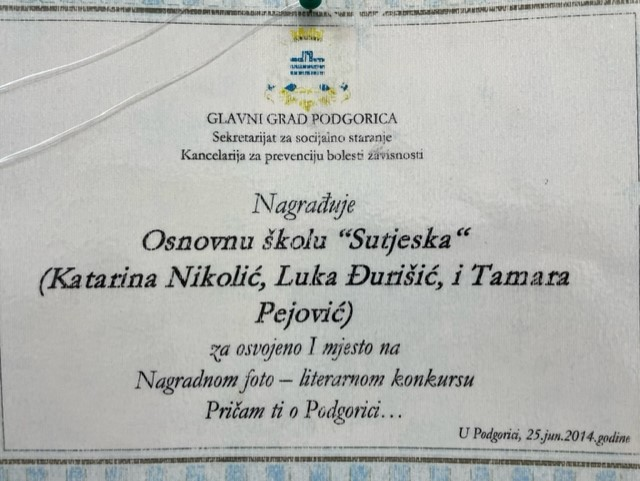 GLAVNI GRAD PODGORICA
Sekretarijat za socijalno staranje
Kancelarija za prevenciju bolesti zavisnosti
Nagrađuje
Osnovnu školu “Sutjeska“
(Katarina Nikolić, Luka Đurišić, i Tamara
Pejović)
za osvojeno I mjesto na
Nagradnom foto – literarnom konkursu
Pričam ti o Podgorici…
U Podgorici, 25.jun.2014.godine